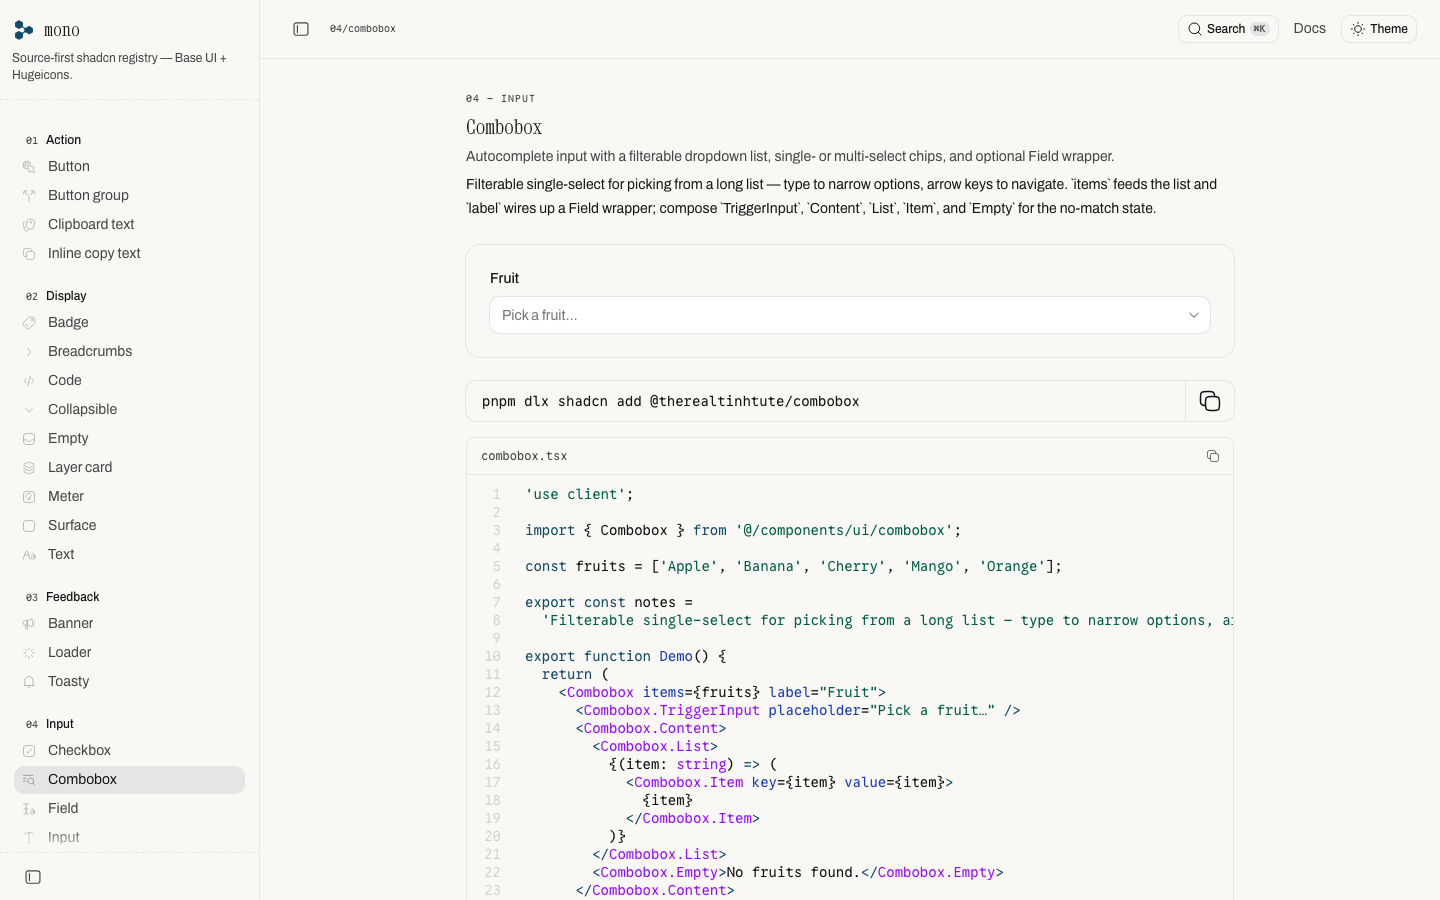 mono
Source-first shadcn registry — Base UI +
Hugeicons.
01 Action
Button
Button group
Clipboard text
Inline copy text
02 Display
Badge
Breadcrumbs
Code
Collapsible
Empty
Layer card
Meter
Surface
Text
03 Feedback
Banner
Loader
Toasty
04 Input
Checkbox
Combobox
Field
Input
04/combobox
Search ⌘K
Docs
Theme
04 — INPUT
Combobox
Autocomplete input with a filterable dropdown list, single- or multi-select chips, and optional Field wrapper.
Filterable single-select for picking from a long list — type to narrow options, arrow keys to navigate. `items` feeds the list and
`label` wires up a Field wrapper; compose `TriggerInput`, `Content`, `List`, `Item`, and `Empty` for the no-match state.
Fruit
Pick a fruit...
pnpm dlx shadcn add @therealtinhtute/combobox
combobox.tsx
1 'use client';
2
3 import { Combobox } from '@/components/ui/combobox';
4
5 const fruits = ['Apple', 'Banana', 'Cherry', 'Mango', 'Orange'];
6
7 export const notes =
8 'Filterable single-select for picking from a long list — type to narrow options,
9
10 export function Demo() {
11 return (
12 <Combobox items={fruits} label="Fruit">
13 <Combobox.TriggerInput placeholder="Pick a fruit…" />
14 <Combobox.Content>
15 <Combobox.List>
16 {(item: string) => (
17 <Combobox.Item key={item} value={item}>
18 {item}
19 </Combobox.Item>
20 )}
21 </Combobox.List>
22 <Combobox.Empty>No fruits found.</Combobox.Empty>
23 </Combobox.Content>